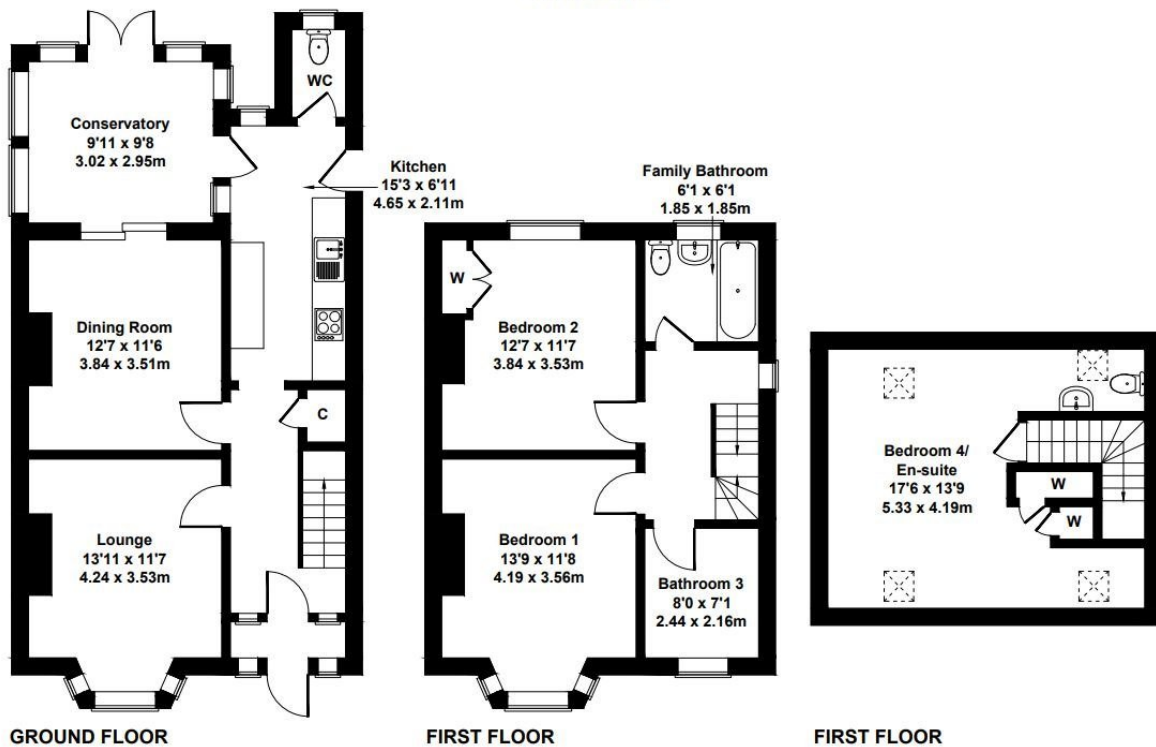 WC
Conservatory
9'11 x 9'8
3.02 x 2.95m
Kitchen
15'3 x 6'11
4.65 x 2.11m
Dining Room
12'7 x 11'6
3.84 x 3.51m
C
Lounge
13'11 x 11'7
4.24 x 3.53m
GROUND FLOOR
Family Bathroom
6'1 x 6'1
1.85 x 1.85m
W
Bedroom 2
12'7 x 11'7
3.84 x 3.53m
Bedroom 1
13'9 x 11'8
4.19 x 3.56m
Bathroom 3
8'0 x 7'1
2.44 x 2.16m
FIRST FLOOR
Bedroom 4/
En-suite
17'6 x 13'9
5.33 x 4.19m
W
W
FIRST FLOOR